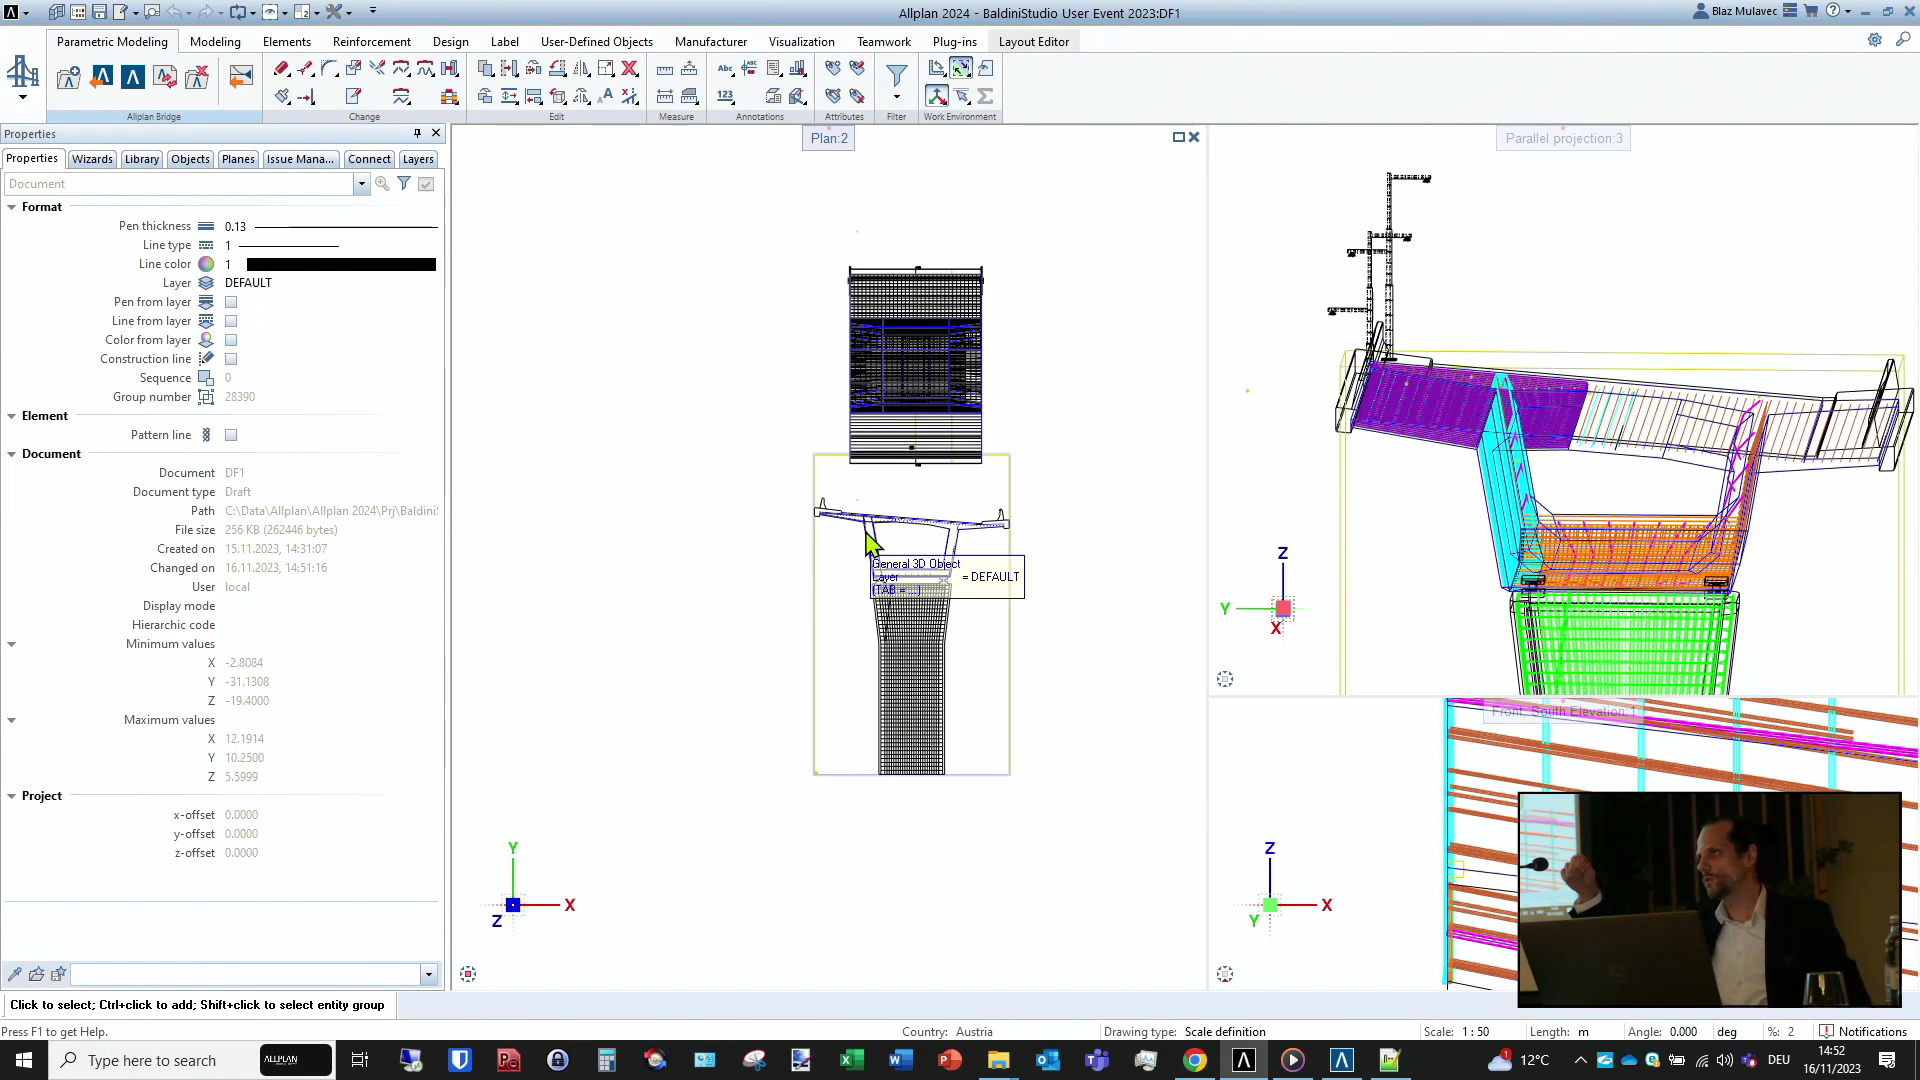 Allplan 2024 - BaldiniStudio User Event 2023:DF1
Blaz Mulavec
Parametric Modeling
Modeling
Elements
Reinforcement
Design
Label
User-Defined Objects
Manufacturer
Visualization
Teamwork
Plug-ins
Layout Editor
Abc
123
Allplan Bridge
Change
Edit
Measure
Annotations
Attributes
Filter
Work Environment
Properties
Properties
Wizards
Library
Objects
Planes
Issue Mana...
Connect
Layers
Document
Format
Pen thickness 0.13
Line type 1
Line color 1
Layer DEFAULT
Pen from layer
Line from layer
Color from layer
Construction line
Sequence 0
Group number 28390
Element
Pattern line
Document
Document DF1
Document type Draft
Path C:\Data\Allplan\Allplan 2024\Prj\Baldini
File size 256 KB (262446 bytes)
Created on 15.11.2023, 14:31:07
Changed on 16.11.2023, 14:51:16
User local
Display mode
Hierarchic code
Minimum values
X -2.8084
Y -31.1308
Z -19.4000
Maximum values
X 12.1914
Y 10.2500
Z 5.5999
Project
x-offset 0.0000
y-offset 0.0000
z-offset 0.0000
Plan:2
General 3D Object
Layer = DEFAULT
(TAB = ...)
Y
X
Z
Parallel projection:3
Z
Y
X
Front, South Elevation:1
Z
X
Y
Click to select; Ctrl+click to add; Shift+click to select entity group
Press F1 to get Help.
Country: Austria
Drawing type: Scale definition
Scale: 1 : 50
Length: m
Angle: 0.000 deg
%: 2
Notifications
Type here to search
ALLPLAN
12°C
DEU
14:52
16/11/2023